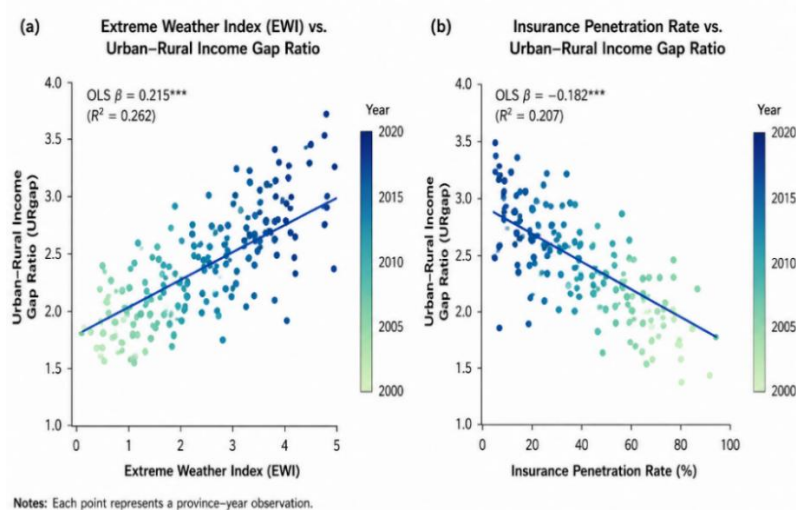 (a)
Extreme Weather Index (EWI) vs.
Urban–Rural Income Gap Ratio
OLS β = 0.215***
(R² = 0.262)
Urban–Rural Income
Gap Ratio (URgap)
4.0
3.5
3.0
2.5
2.0
1.5
1.0
0
1
2
3
4
5
Extreme Weather Index (EWI)
Year
2020
2015
2010
2005
2000
(b)
Insurance Penetration Rate vs.
Urban–Rural Income Gap Ratio
OLS β = −0.182***
(R² = 0.207)
Urban–Rural Income
Gap Ratio (URgap)
4.0
3.5
3.0
2.5
2.0
1.5
1.0
0
20
40
60
80
100
Insurance Penetration Rate (%)
Year
2020
2015
2010
2005
2000
Notes: Each point represents a province–year observation.